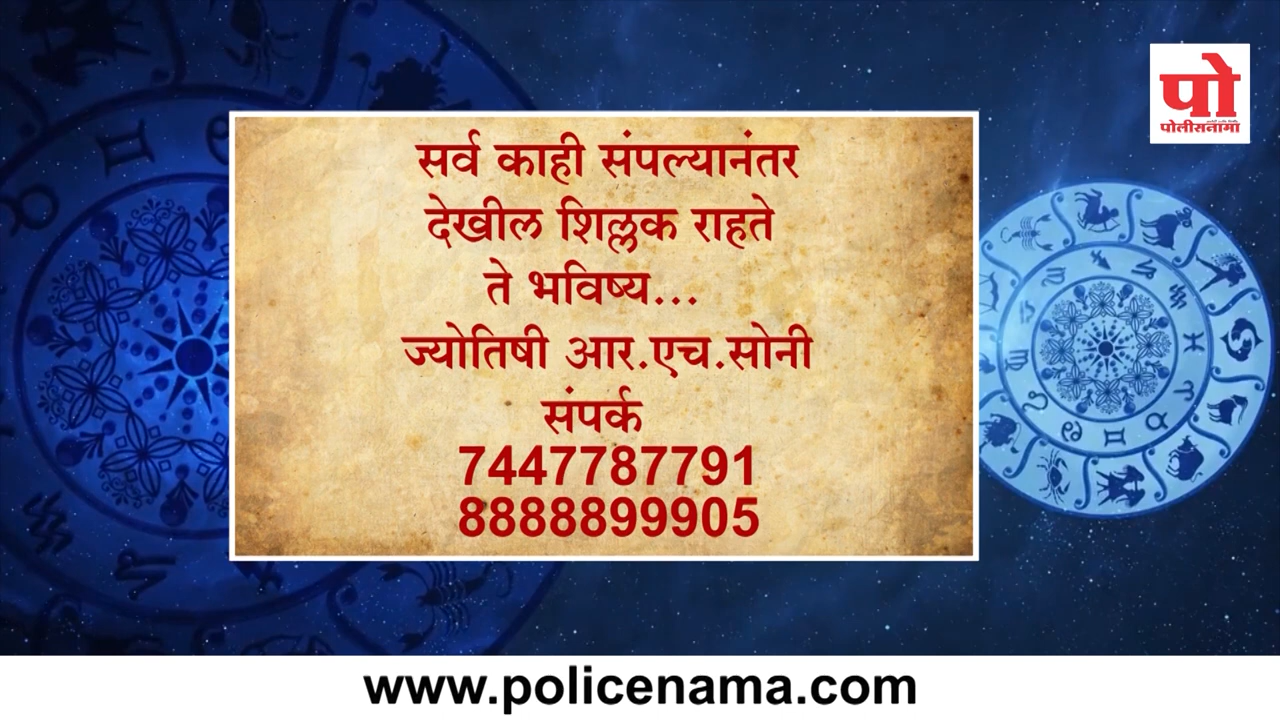 पो
पोलीसनामा
सर्व काही संपल्यानंतर
देखील शिल्लक राहते
ते भविष्य...
ज्योतिषी आर.एच.सोनी
संपर्क
7447787791
8888899905
www.policenama.com